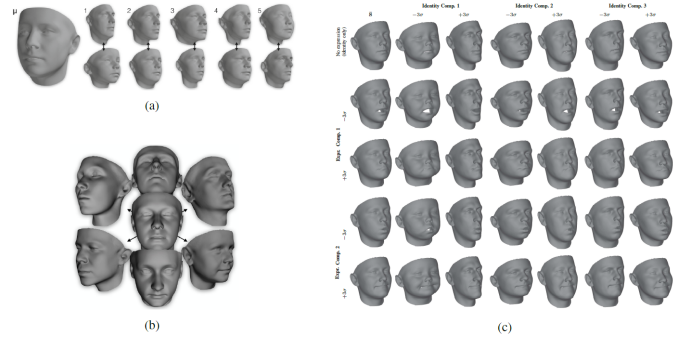 μ
1 2 3 4 5
(a)
(b)
Identity Comp. 1 Identity Comp. 2 Identity Comp. 3
−3σ +3σ −3σ +3σ −3σ +3σ
No expression
(identity only)
Expr. Comp. 1
−3σ
+3σ
Expr. Comp. 2
−3σ
+3σ
(c)